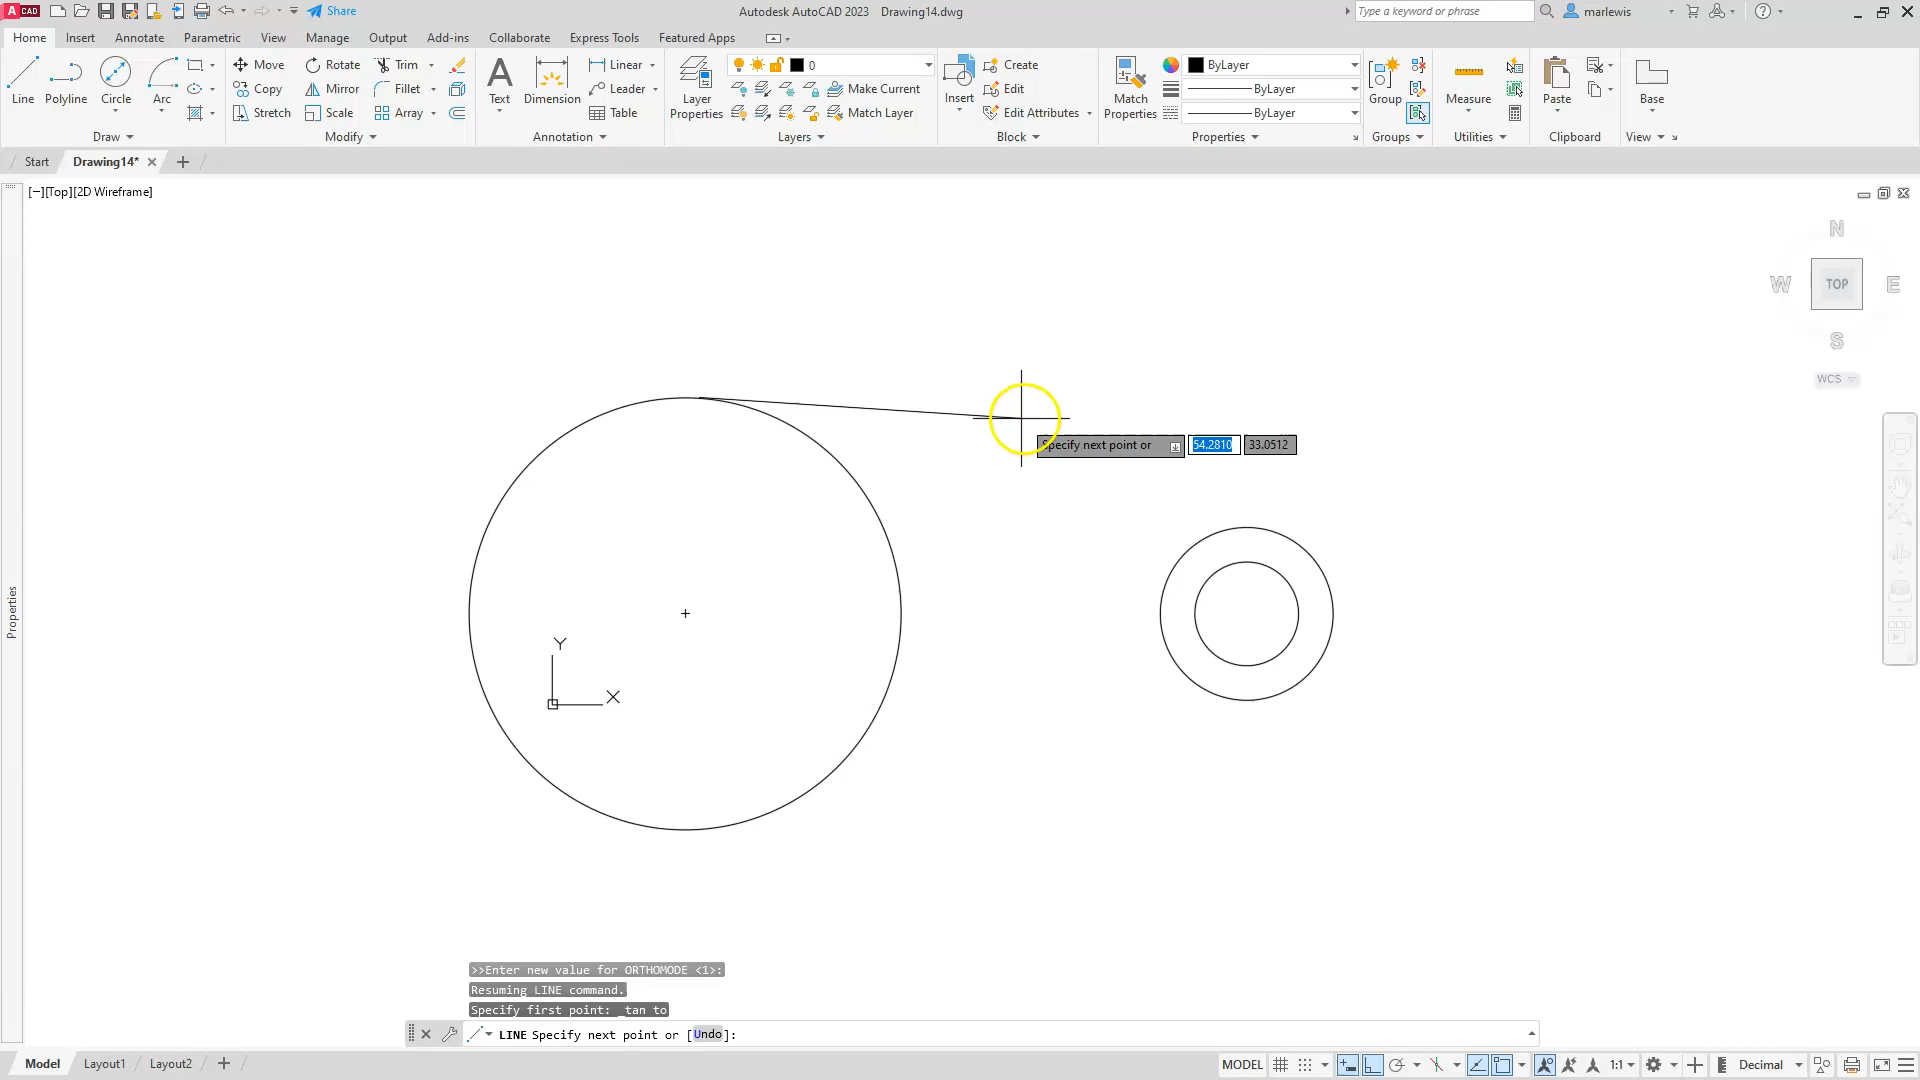 CAD Share Autodesk AutoCAD 2023 Drawing14.dwg Type a keyword or phrase marlewis
Home Insert Annotate Parametric View Manage Output Add-ins Collaborate Express Tools Featured Apps
Line Polyline Circle Arc
Draw
Move Rotate Trim
Copy Mirror Fillet
Stretch Scale Array
Modify
Text Dimension
Linear
Leader
Table
Annotation
Layer Properties
0
Make Current
Match Layer
Layers
Insert
Create
Edit
Edit Attributes
Block
Match Properties
ByLayer
ByLayer
ByLayer
Properties
Group
Groups
Measure
Utilities
Paste
Clipboard
Base
View
Start Drawing14*
[−][Top][2D Wireframe]
N
W TOP E
S
WCS
Specify next point or 54.2810 33.0512
Properties
Y
X
>>Enter new value for ORTHOMODE <1>:
Resuming LINE command.
Specify first point: _tan to
LINE Specify next point or [Undo]:
Model Layout1 Layout2 MODEL 1:1 Decimal